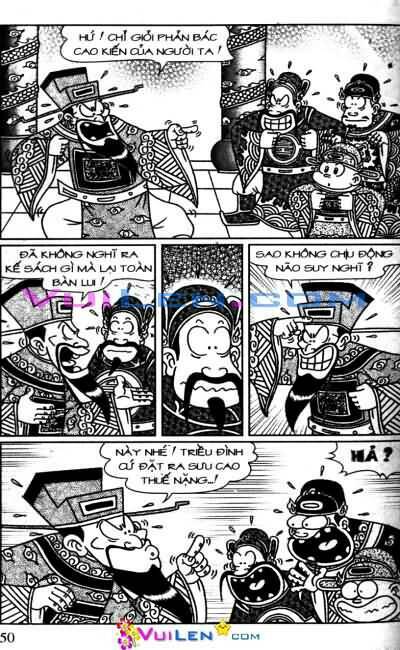 HỨ! CHỈ GIỎI PHẢN BÁC
CAO KIẾN CỦA NGƯỜI TA!
ĐÃ KHÔNG NGHĨ RA
KẾ SÁCH GÌ MÀ LẠI TOÀN
BÀN LUI!
SAO KHÔNG CHỊU ĐỘNG
NÃO SUY NGHĨ?
VuiLen.com
NÀY NHÉ! TRIỀU ĐÌNH
CỨ ĐẶT RA SƯU CAO
THUẾ NẶNG..!
HẢ?
50
VuiLen.com